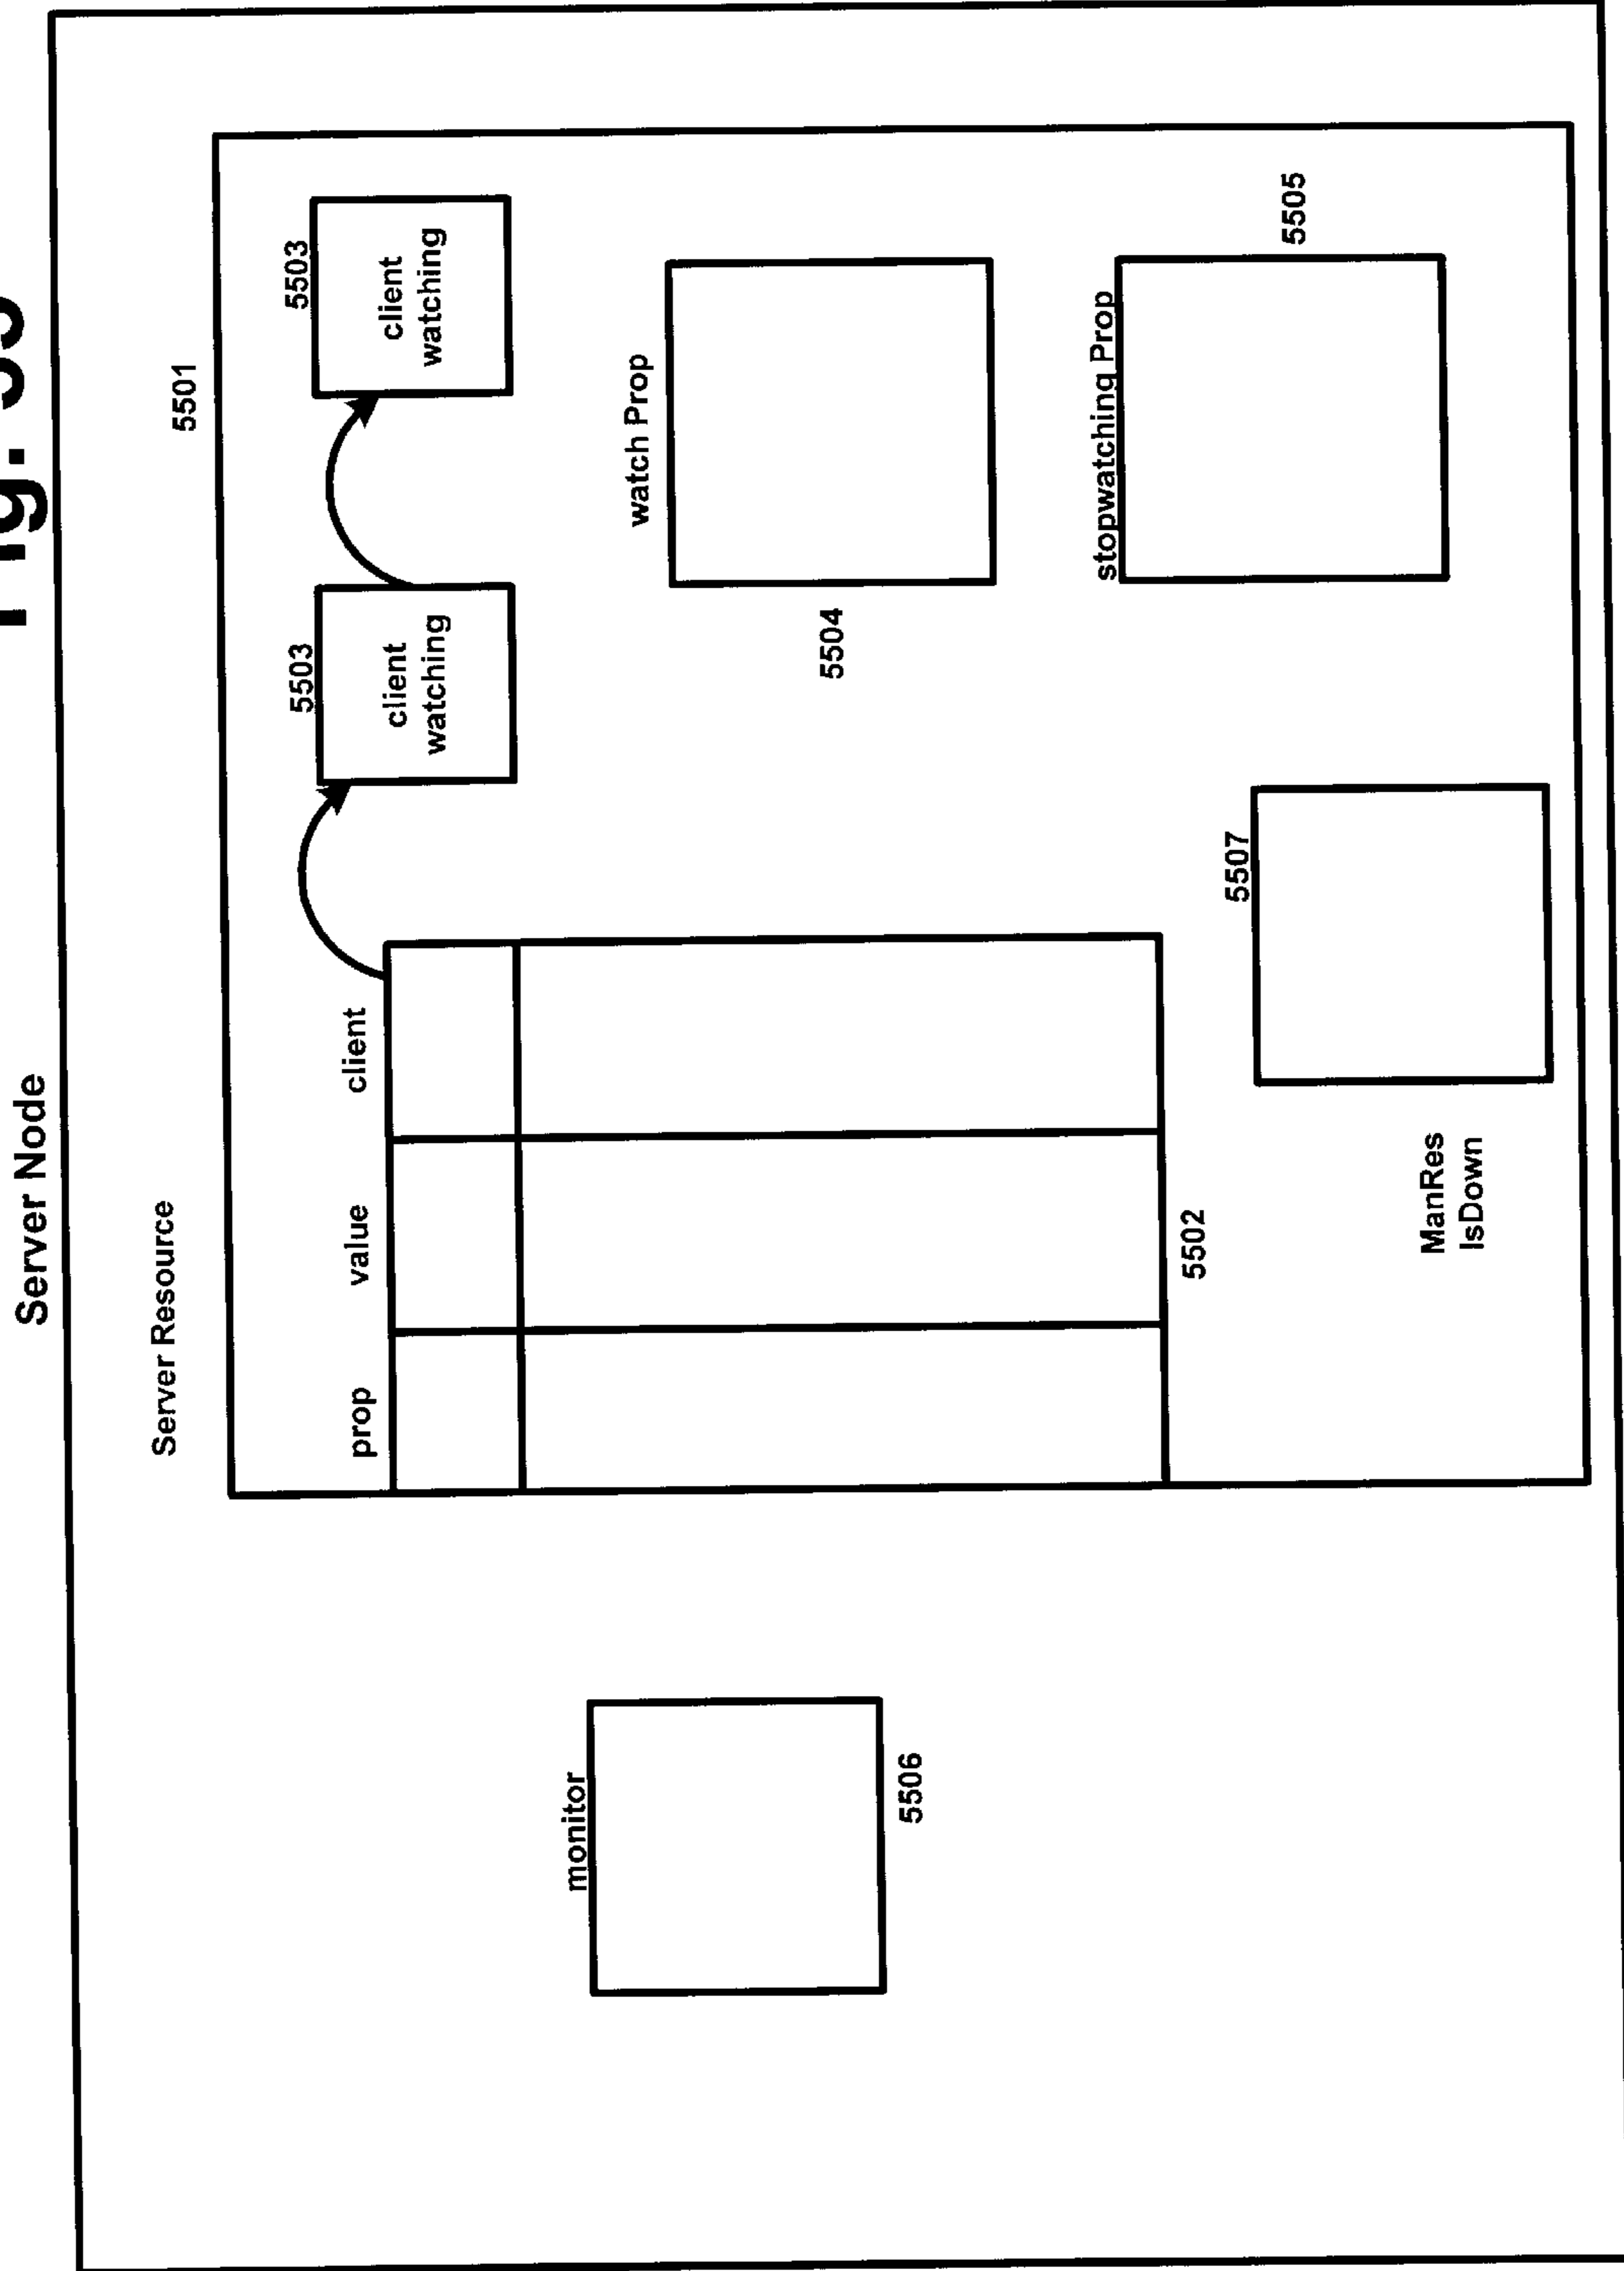 Fig.
Server Node
Server Resource
5501
prop
value
client
5503
client
watching
5503
client
watching
monitor
5506
watch Prop
5504
stopwatching Prop
5505
5502
5507
ManRes
IsDown